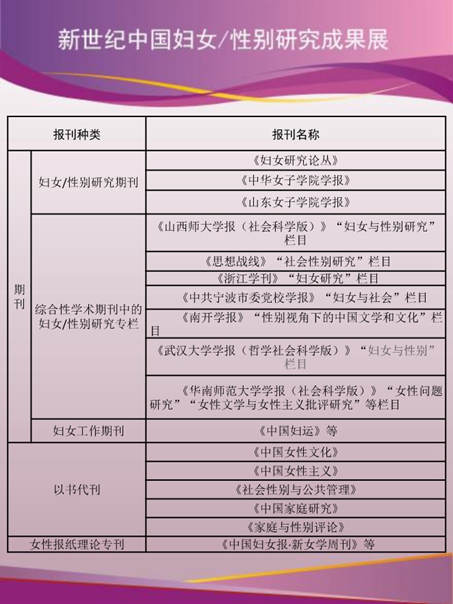 新世纪中国妇女/性别研究成果展
报刊种类
报刊名称
期
刊
妇女/性别研究期刊
《妇女研究论丛》
《中华女子学院学报》
《山东女子学院学报》
综合性学术期刊中的
妇女/性别研究专栏
《山西师大学报（社会科学版）》“妇女与性别研究”
栏目
《思想战线》“社会性别研究”栏目
《浙江学刊》“妇女研究”栏目
《中共宁波市委党校学报》“妇女与社会”栏目
《南开学报》“性别视角下的中国文学和文化”栏
目
《武汉大学学报（哲学社会科学版）》“妇女与性别”
栏目
《华南师范大学学报（社会科学版）》“女性问题
研究”“女性文学与女性主义批评研究”等栏目
妇女工作期刊
《中国妇运》等
以书代刊
《中国女性文化》
《中国女性主义》
《社会性别与公共管理》
《中国家庭研究》
《家庭与性别评论》
女性报纸理论专刊
《中国妇女报·新女学周刊》等